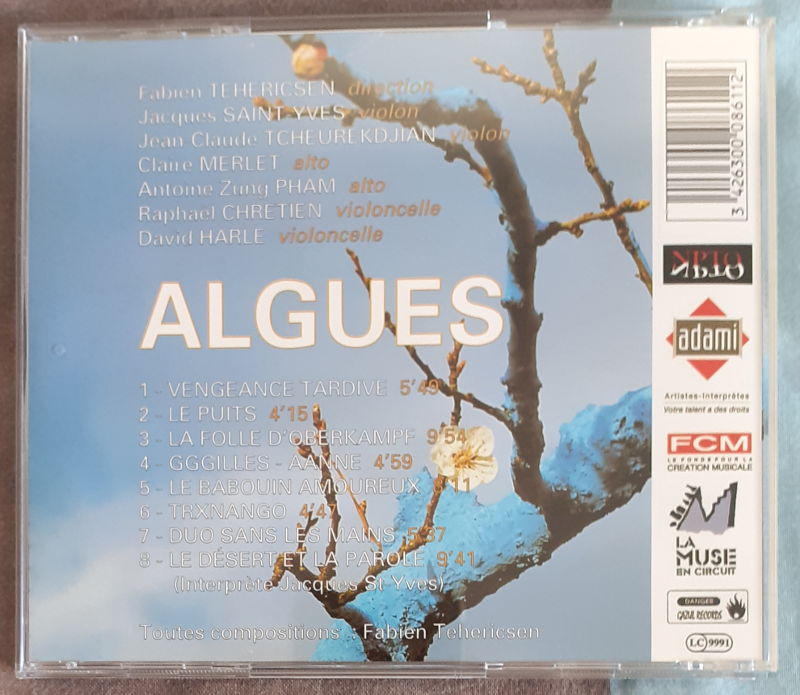 Fabien TEHERICSEN direction
Jacques SAINT-YVES violon
Jean Claude TCHEUREKDJIAN violon
Claire MERLET alto
Antoine Zung PHAM alto
Raphaël CHRETIEN violoncelle
David HARLE violoncelle
ALGUES
1 - VENGEANCE TARDIVE 5'49
2 - LE PUITS 4'15
3 - LA FOLLE D'OBERKAMPF 9'54
4 - GGGILLES - AANNE 4'59
5 - LE BABOUIN AMOUREUX
6 - TRXNANGO 4'47
7 - DUO SANS LES MAINS
8 - LE DÉSERT ET LA PAROLE 9'41
(Interprète Jacques St Yves)
Toutes compositions : Fabien Tehericsen
3 426300 086112
adami
Artistes-Interprètes
Votre talent a des droits
FCM
LE FONDS POUR LA
CREATION MUSICALE
LA
MUSE
EN CIRCUIT
DANGER
GAZUL RECORDS
LC 9991